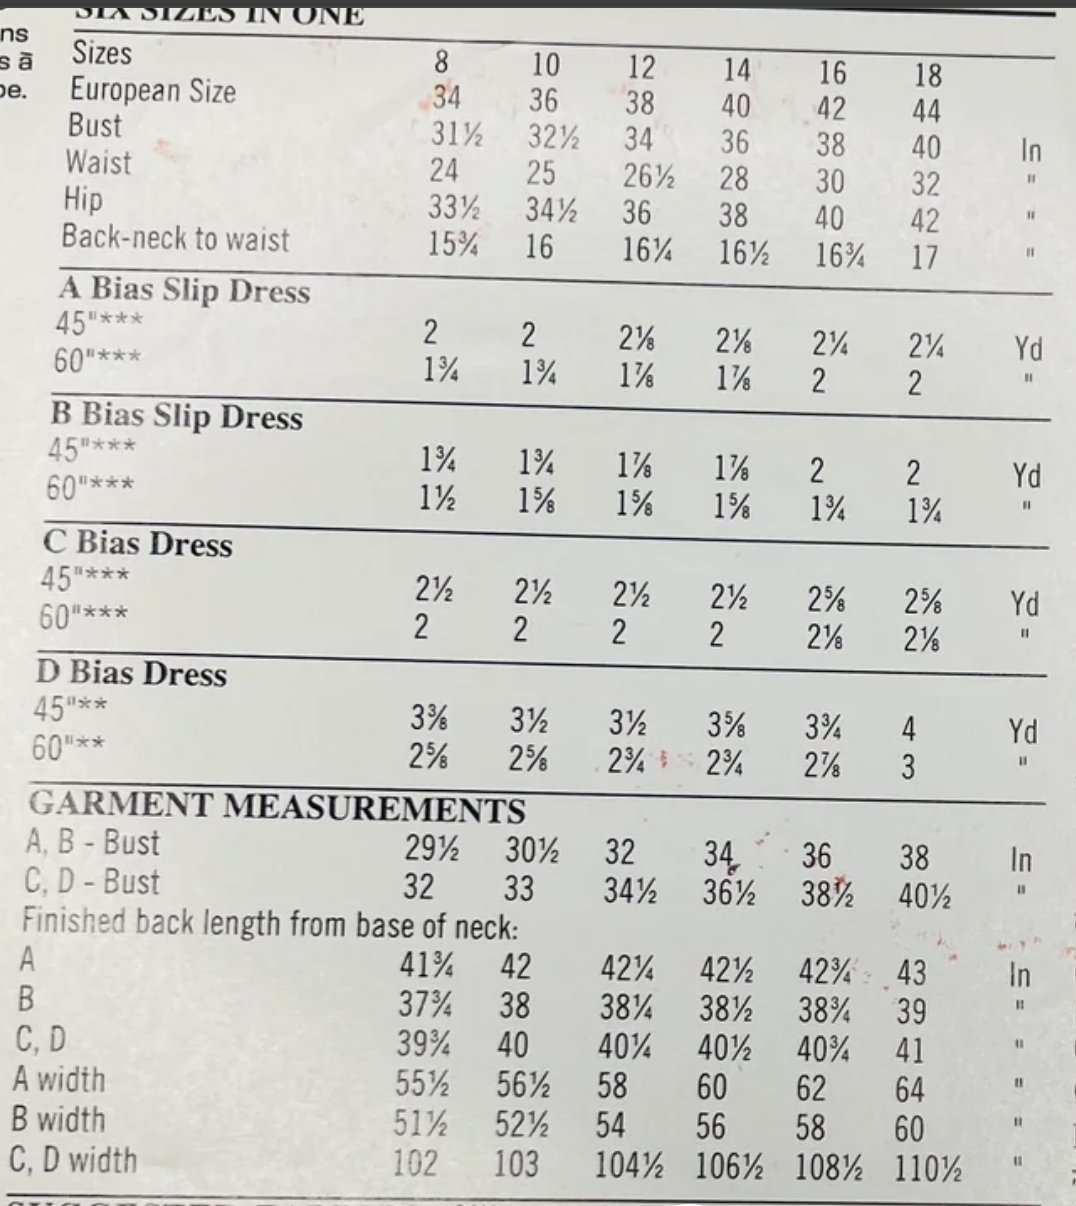 SIX SIZES IN ONE
ns
s ā
pe.
Sizes 8 10 12 14 16 18
European Size 34 36 38 40 42 44
Bust 31½ 32½ 34 36 38 40 In
Waist 24 25 26½ 28 30 32 "
Hip 33½ 34½ 36 38 40 42 "
Back-neck to waist 15¾ 16 16¼ 16½ 16¾ 17 "
A Bias Slip Dress
45"*** 2 2 2⅛ 2⅛ 2¼ 2¼ Yd
60"*** 1¾ 1¾ 1⅞ 1⅞ 2 2 "
B Bias Slip Dress
45"*** 1¾ 1¾ 1⅞ 1⅞ 2 2 Yd
60"*** 1½ 1⅝ 1⅝ 1⅝ 1¾ 1¾ "
C Bias Dress
45"*** 2½ 2½ 2½ 2½ 2⅝ 2⅝ Yd
60"*** 2 2 2 2 2⅛ 2⅛ "
D Bias Dress
45"** 3⅜ 3½ 3½ 3⅝ 3¾ 4 Yd
60"** 2⅝ 2⅝ 2¾ 2¾ 2⅞ 3 "
GARMENT MEASUREMENTS
A, B - Bust 29½ 30½ 32 34 36 38 In
C, D - Bust 32 33 34½ 36½ 38½ 40½ "
Finished back length from base of neck:
A 41¾ 42 42¼ 42½ 42¾ 43 In
B 37¾ 38 38¼ 38½ 38¾ 39 "
C, D 39¾ 40 40¼ 40½ 40¾ 41 "
A width 55½ 56½ 58 60 62 64 "
B width 51½ 52½ 54 56 58 60 "
C, D width 102 103 104½ 106½ 108½ 110½ "